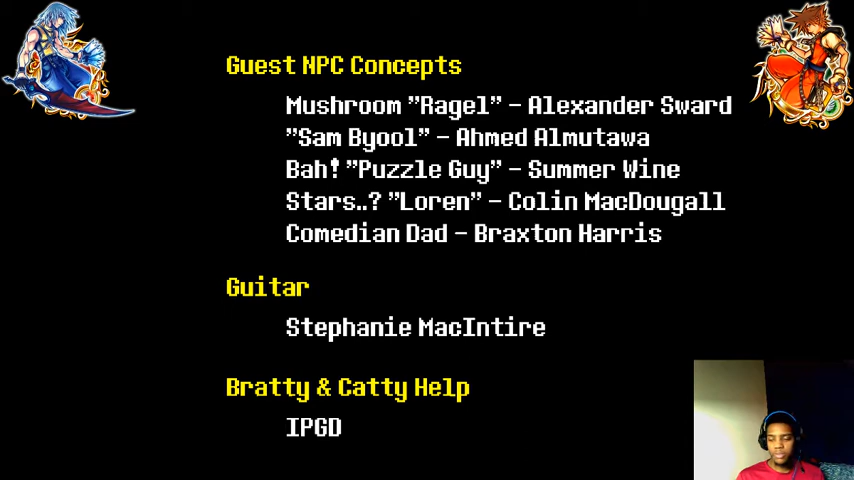 Guest NPC Concepts
Mushroom "Ragel" - Alexander Sward
"Sam Byool" - Ahmed Almutawa
Bah! "Puzzle Guy" - Summer Wine
Stars..? "Loren" - Colin MacDougall
Comedian Dad - Braxton Harris
Guitar
Stephanie MacIntire
Bratty & Catty Help
IPGD